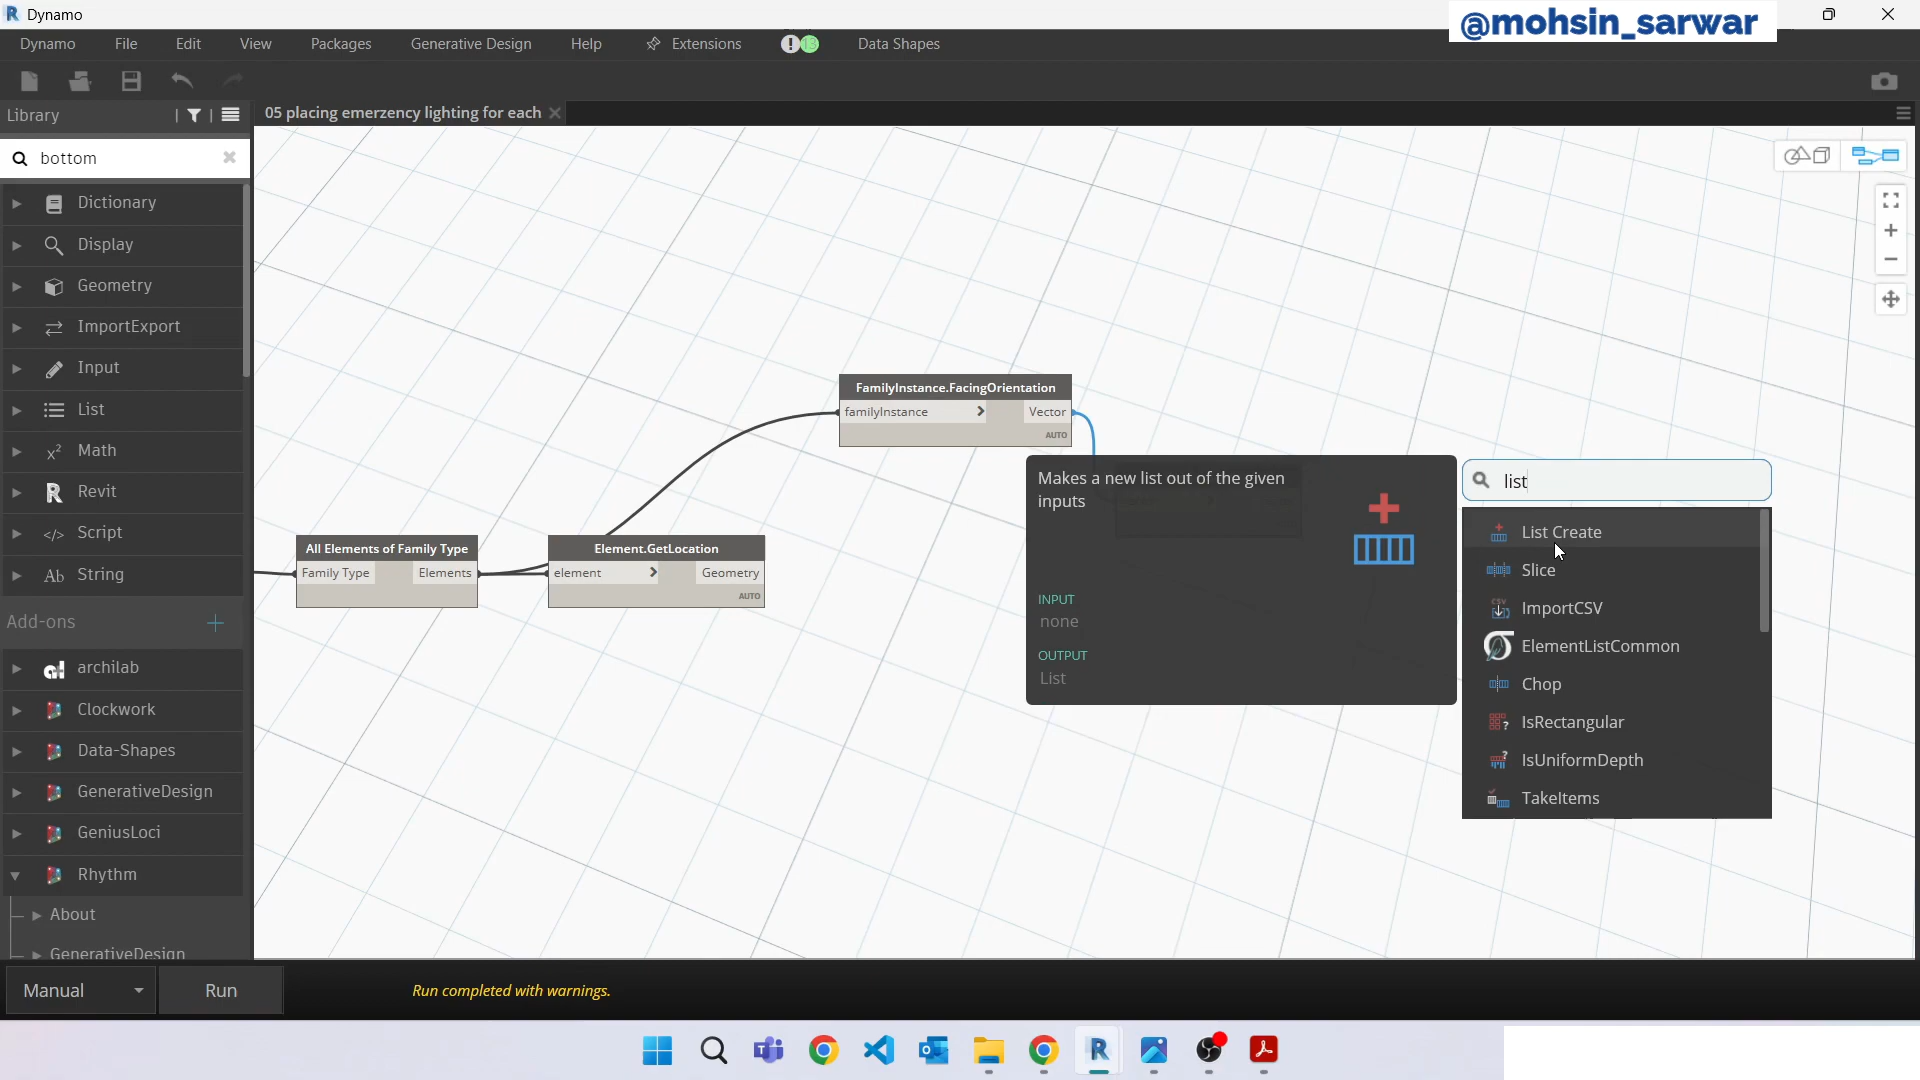 Dynamo
@mohsin_sarwar
Dynamo File Edit View Packages Generative Design Help Extensions Data Shapes
Library
05 placing emerzency lighting for each
bottom
Dictionary
Display
Geometry
ImportExport
Input
List
Math
Revit
Script
String
Add-ons
archilab
Clockwork
Data-Shapes
GenerativeDesign
GeniusLoci
Rhythm
About
GenerativeDesign
FamilyInstance.FacingOrientation
familyInstance > Vector
AUTO
All Elements of Family Type
Family Type Elements
Element.GetLocation
element > Geometry
AUTO
Makes a new list out of the given
inputs
INPUT
none
OUTPUT
List
list
List Create
Slice
ImportCSV
ElementListCommon
Chop
IsRectangular
IsUniformDepth
TakeItems
Manual Run Run completed with warnings.